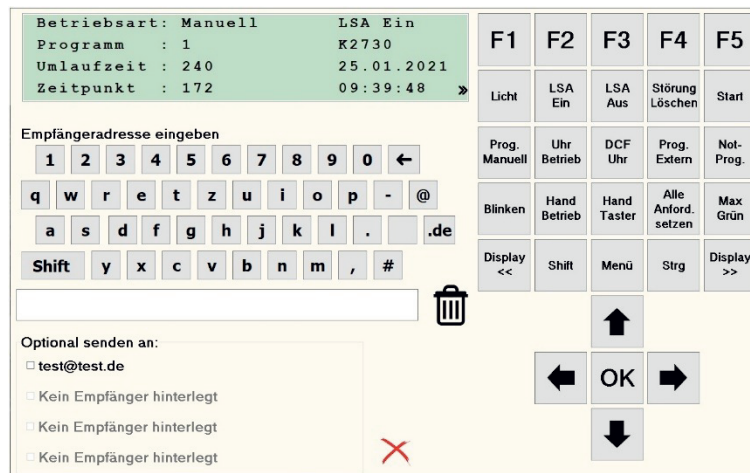 Betriebsart: Manuell LSA Ein
Programm : 1 K2730
Umlaufzeit : 240 25.01.2021
Zeitpunkt : 172 09:39:48 »
Empfängeradresse eingeben
1 2 3 4 5 6 7 8 9 0 ←
q w r e t z u i o p - @
a s d f g h j k l . .de
Shift y x c v b n m , #
Optional senden an:
test@test.de
Kein Empfänger hinterlegt
Kein Empfänger hinterlegt
Kein Empfänger hinterlegt
F1 F2 F3 F4 F5
Licht
LSA
Ein
LSA
Aus
Störung
Löschen
Start
Prog.
Manuell
Uhr
Betrieb
DCF
Uhr
Prog.
Extern
Not-
Prog.
Blinken
Hand
Betrieb
Hand
Taster
Alle
Anford.
setzen
Max
Grün
Display
<<
Shift
Menü
Strg
Display
>>
OK